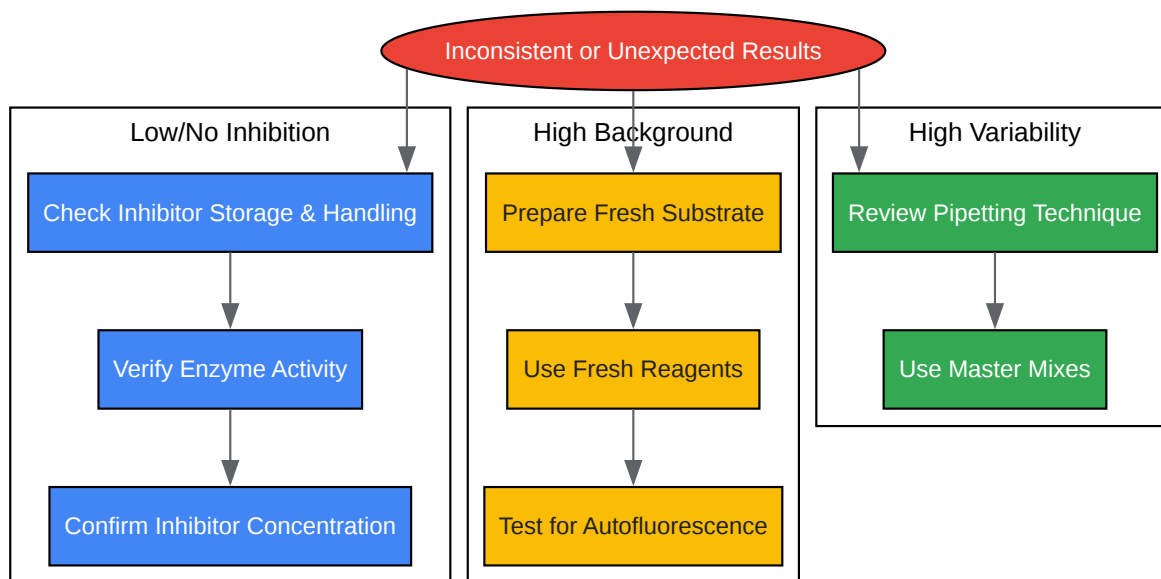 Inconsistent or Unexpected Results
Low/No Inhibition
Check Inhibitor Storage & Handling
Verify Enzyme Activity
Confirm Inhibitor Concentration
High Background
Prepare Fresh Substrate
Use Fresh Reagents
Test for Autofluorescence
High Variability
Review Pipetting Technique
Use Master Mixes